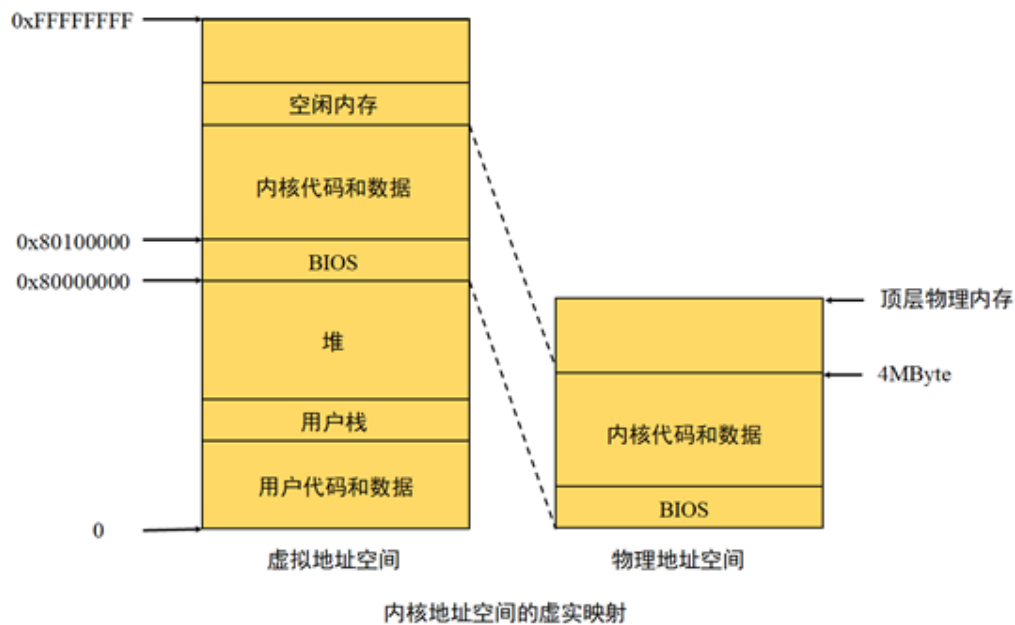 0xFFFFFFFF
空闲内存
内核代码和数据
0x80100000
BIOS
0x80000000
堆
用户栈
用户代码和数据
0
虚拟地址空间
顶层物理内存
4MByte
内核代码和数据
BIOS
物理地址空间
内核地址空间的虚实映射